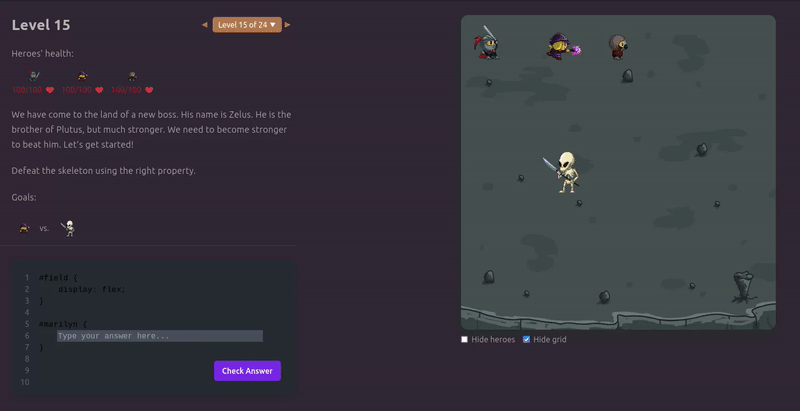 Level 15
◀ Level 15 of 24 ▼ ▶
Heroes' health:
100/100 100/100
We have come to the land of a new boss. His name is Zelus. He is the
brother of Plutus, but much stronger. We need to become stronger
to beat him. Let's get started!
Defeat the skeleton using the right property.
Goals:
vs.
1 #field {
2 display: flex;
3 }
4
5 #marilyn {
6 Type your answer here...
7 }
8
9
10
Check Answer
Hide heroes
Hide grid